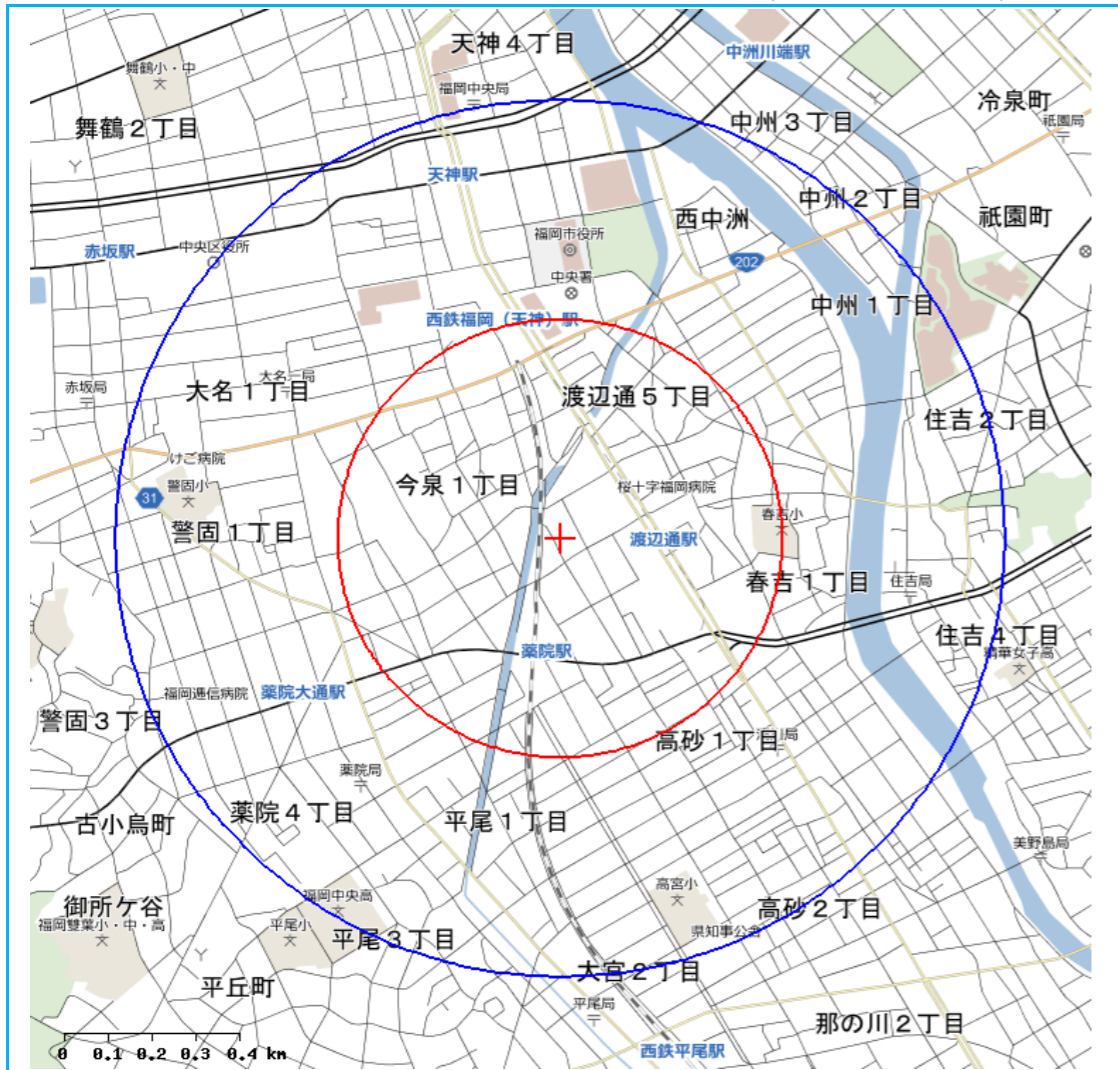 天神４丁目
中洲川端駅
舞鶴小・中
福岡中央局
冷泉町
舞鶴２丁目
中州３丁目
祇園局
天神駅
中州２丁目
西中洲
祇園町
福岡市役所
赤坂駅
中央区役所
202
中央署
中州１丁目
西鉄福岡（天神）駅
大名１丁目
大名一局
赤坂局
渡辺通５丁目
住吉２丁目
けご病院
今泉１丁目
警固小
桜十字福岡病院
31
春吉小
警固１丁目
渡辺通駅
春吉１丁目
住吉局
住吉４丁目
薬院駅
精華女子高
福岡逓信病院
薬院大通駅
警固３丁目
高砂１丁目
薬院局
薬院４丁目
平尾１丁目
古小烏町
美野島局
福岡中央高
高宮小
御所ケ谷
高砂２丁目
福岡雙葉小・中・高
平尾小
平尾３丁目
県知事公舎
大宮２丁目
平丘町
平尾局
那の川２丁目
西鉄平尾駅
0 0.1 0.2 0.3 0.4 km